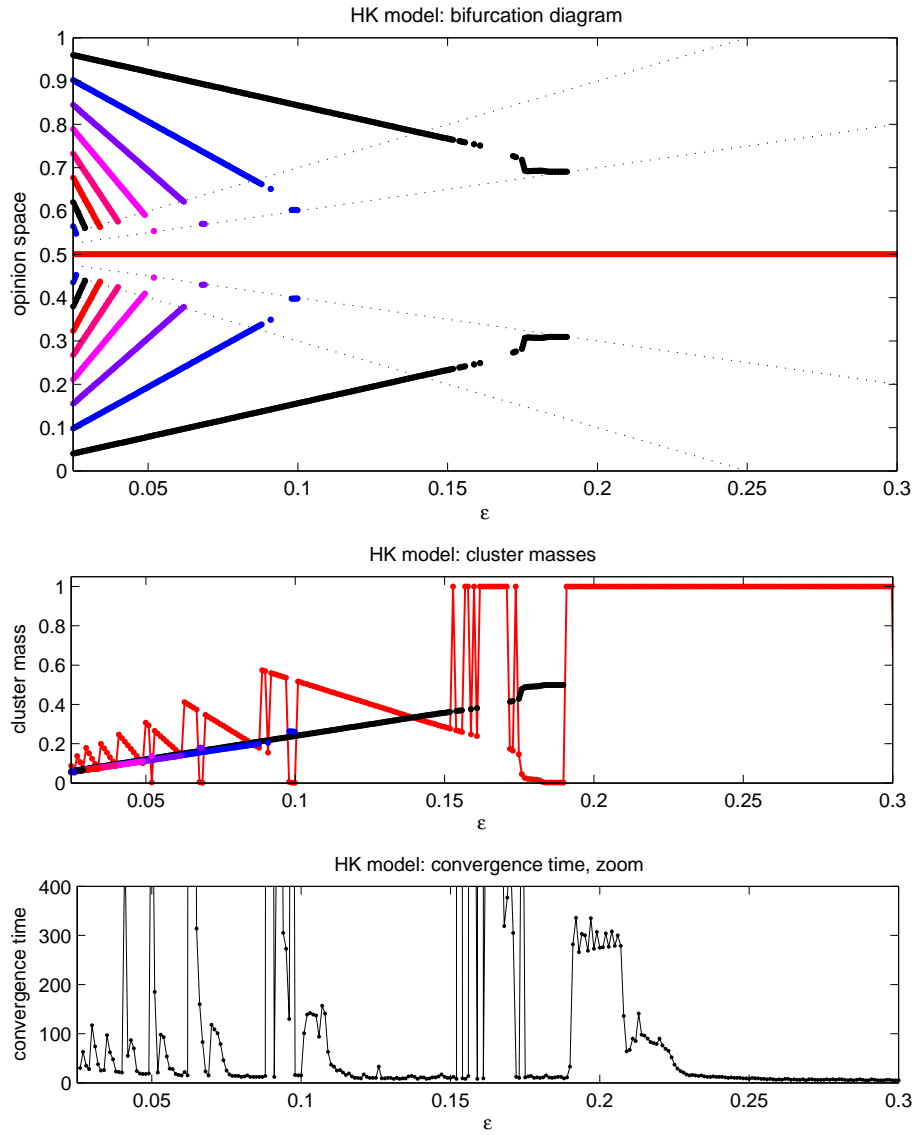 HK model: bifurcation diagram
1
0.9
0.8
0.7
0.6
0.5
0.4
0.3
0.2
0.1
0
opinion space
0.05 0.1 0.15 0.2 0.25 0.3
ε
HK model: cluster masses
1
0.8
0.6
0.4
0.2
0
cluster mass
0.05 0.1 0.15 0.2 0.25 0.3
ε
HK model: convergence time, zoom
400
300
200
100
0
convergence time
0.05 0.1 0.15 0.2 0.25 0.3
ε